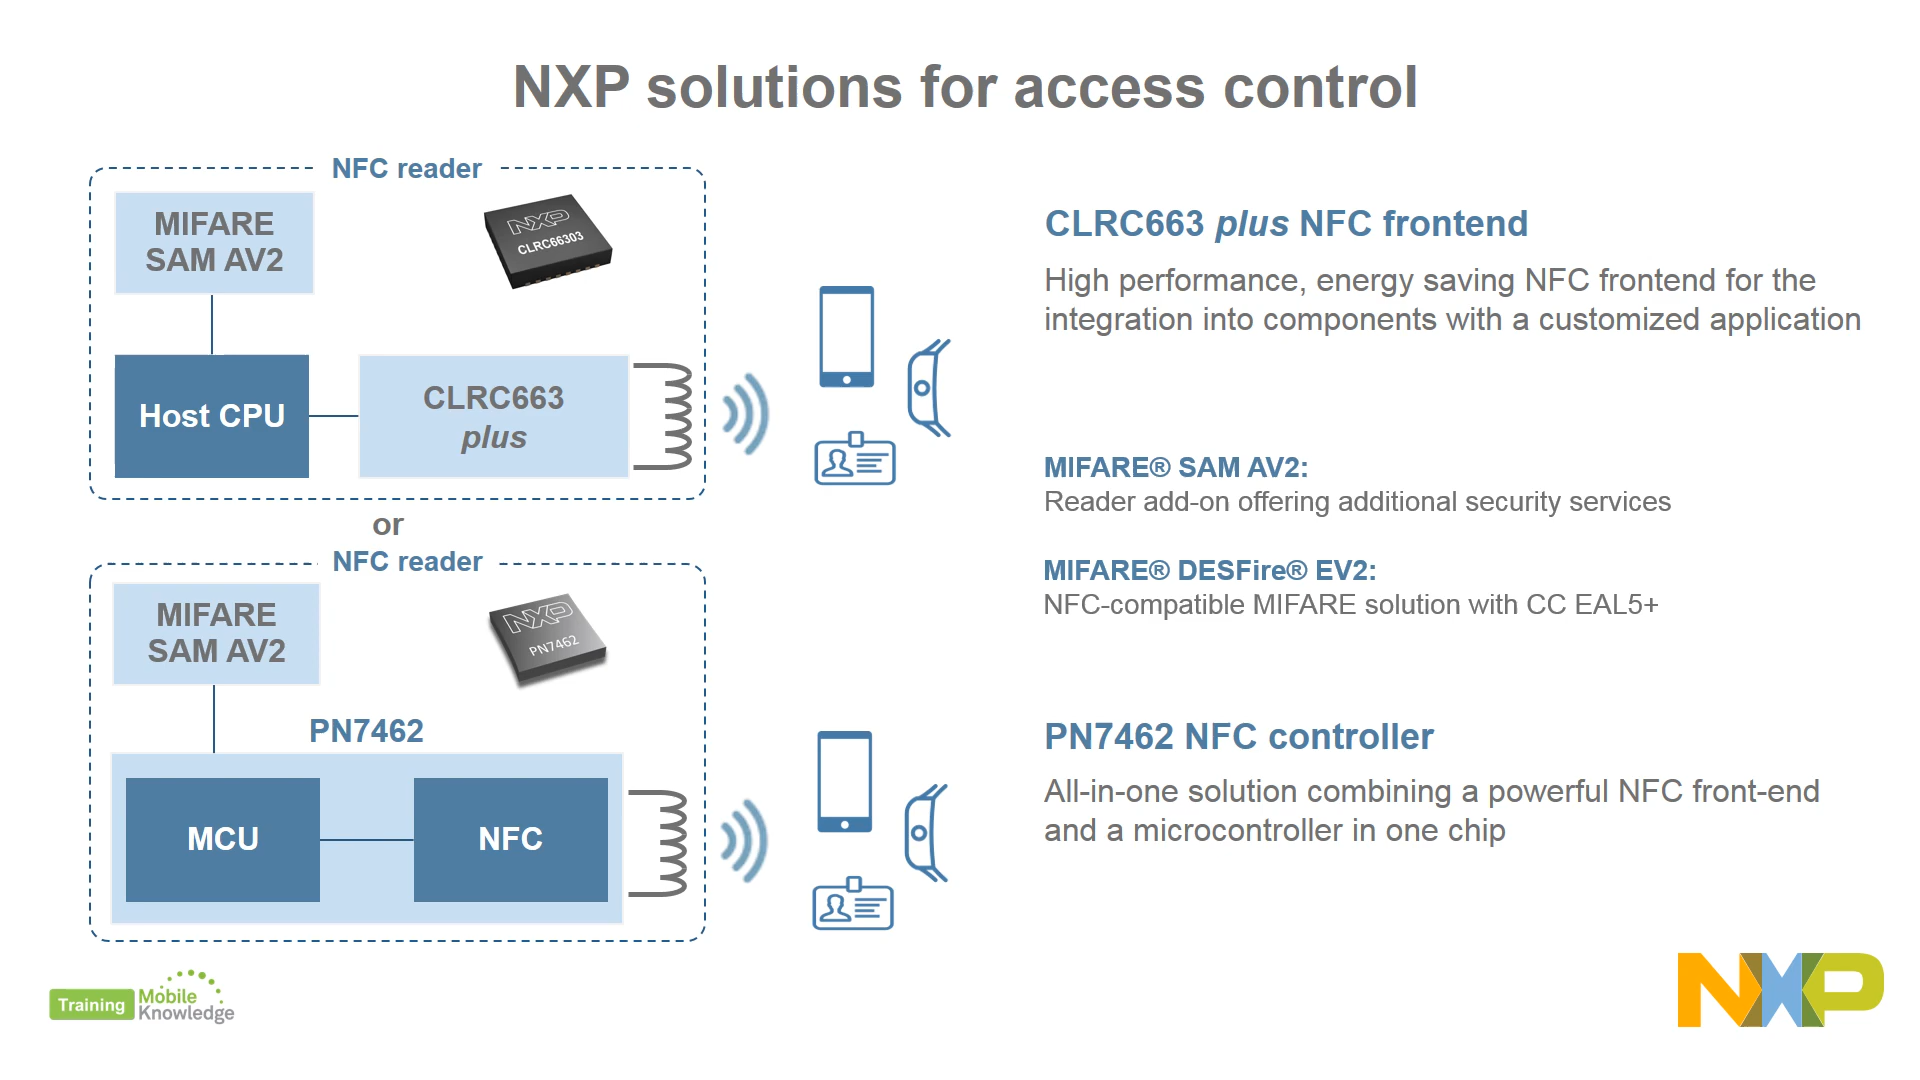 NXP solutions for access control
NFC reader
MIFARE
SAM AV2
NXP
CLRC66303
Host CPU
CLRC663
plus
or
NFC reader
MIFARE
SAM AV2
NXP
PN7462
PN7462
MCU
NFC
CLRC663 plus NFC frontend
High performance, energy saving NFC frontend for the
integration into components with a customized application
MIFARE® SAM AV2:
Reader add-on offering additional security services
MIFARE® DESFire® EV2:
NFC-compatible MIFARE solution with CC EAL5+
PN7462 NFC controller
All-in-one solution combining a powerful NFC front-end
and a microcontroller in one chip
Training
Mobile
Knowledge
NXP